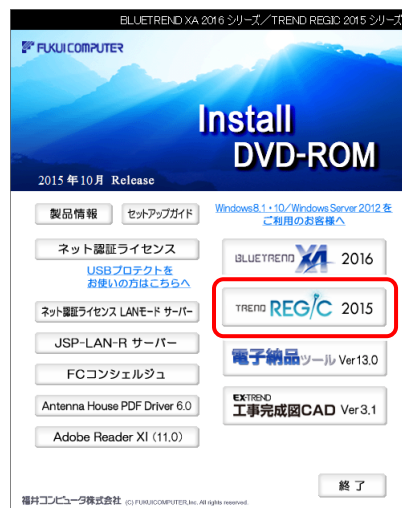 BLUETREND XA 2016 シリーズ／TREND REGIC 2015 シリーズ
FUKUI COMPUTER
Install
DVD-ROM
2015 年 10月 Release
製品情報
セットアップガイド
Windows8.1・10／Windows Server 2012 を
ご利用のお客様へ
ネット認証ライセンス
USBプロテクトを
お使いの方はこちらへ
ネット認証ライセンス LANモード サーバー
JSP-LAN-R サーバー
FCコンシェルジュ
Antenna House PDF Driver 6.0
Adobe Reader XI (11.0)
BLUETREND XA 2016
TREND REGIC 2015
電子納品ツール Ver13.0
EX-TREND
工事完成図CAD Ver3.1
終了
福井コンピュータ株式会社 (C) FUKUICOMPUTER,Inc, All rights reserved.